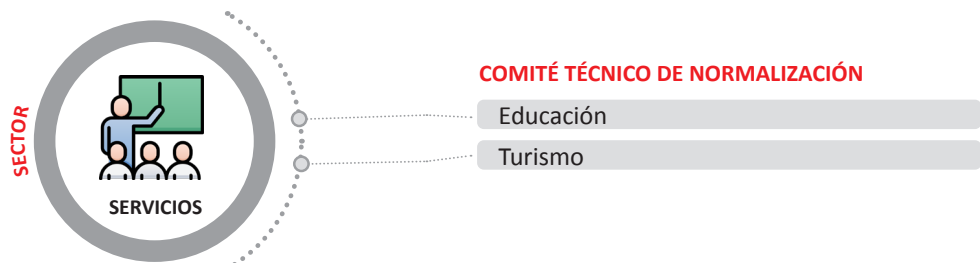 SECTOR
SERVICIOS
COMITÉ TÉCNICO DE NORMALIZACIÓN
Educación
Turismo